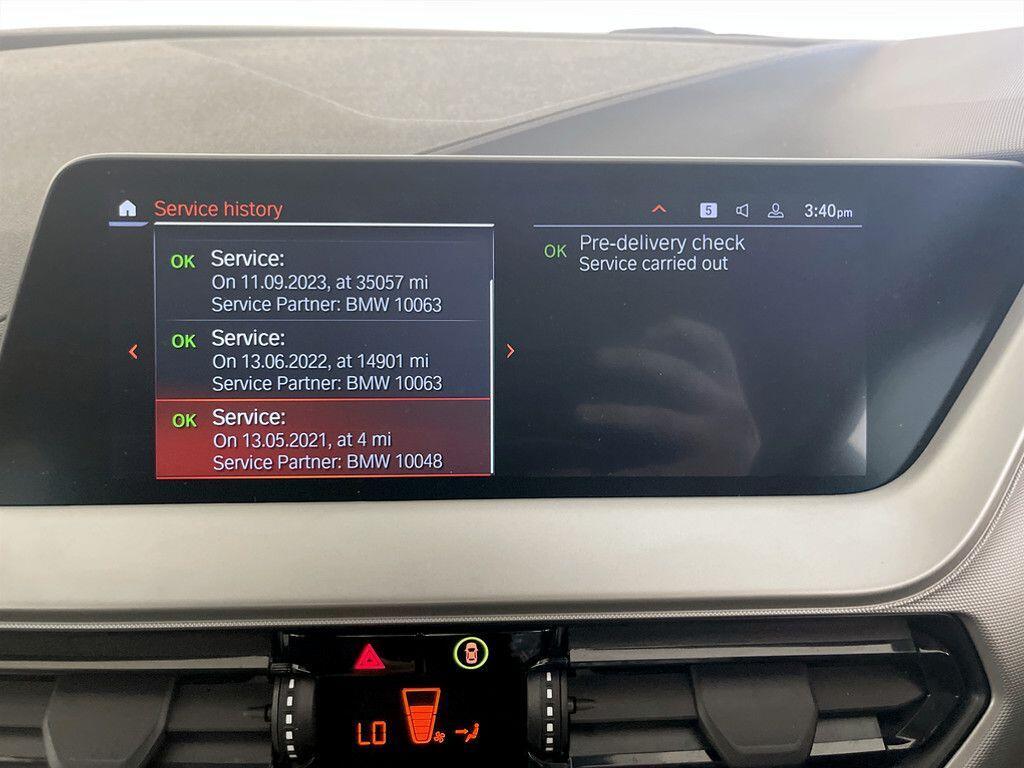 Service history
5
3:40pm
OK Service:
On 11.09.2023, at 35057 mi
Service Partner: BMW 10063
OK Service:
On 13.06.2022, at 14901 mi
Service Partner: BMW 10063
OK Service:
On 13.05.2021, at 4 mi
Service Partner: BMW 10048
OK Pre-delivery check
Service carried out
LO